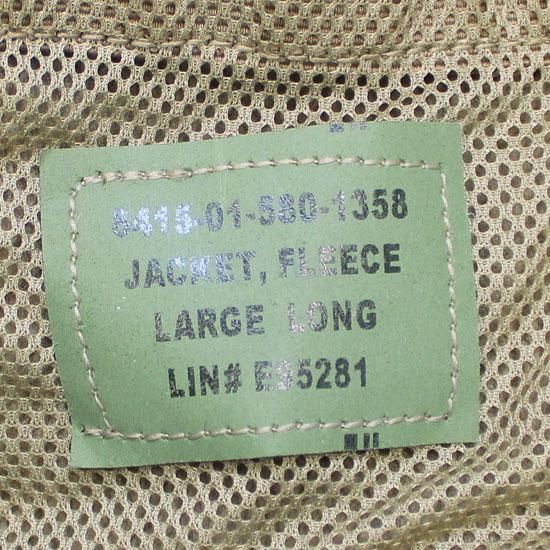 8415-01-580-1358
JACKET, FLEECE
LARGE LONG
LIN# E95281